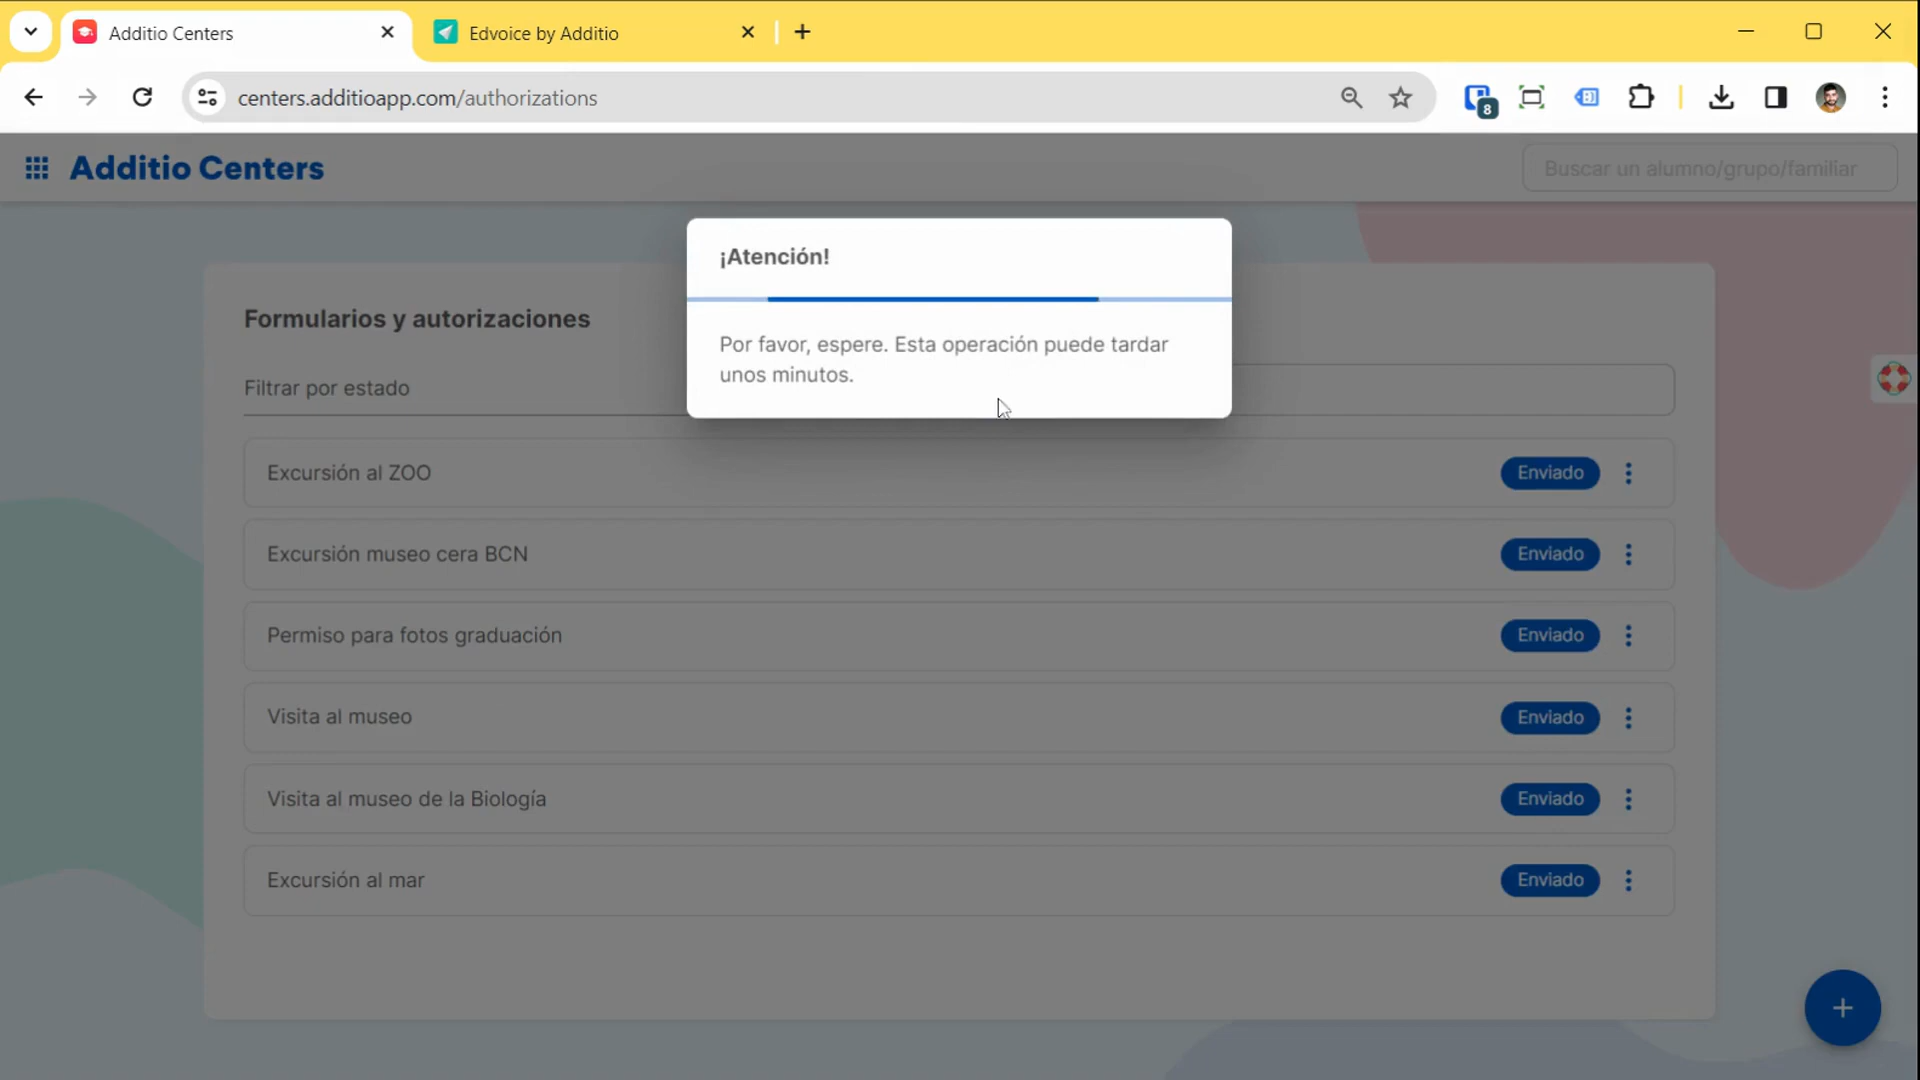 Additio Centers
Edvoice by Additio
centers.additioapp.com/authorizations
8
Additio Centers
Buscar un alumno/grupo/familiar
¡Atención!
Por favor, espere. Esta operación puede tardar
unos minutos.
Formularios y autorizaciones
Filtrar por estado
Excursión al ZOO Enviado
Excursión museo cera BCN Enviado
Permiso para fotos graduación Enviado
Visita al museo Enviado
Visita al museo de la Biología Enviado
Excursión al mar Enviado